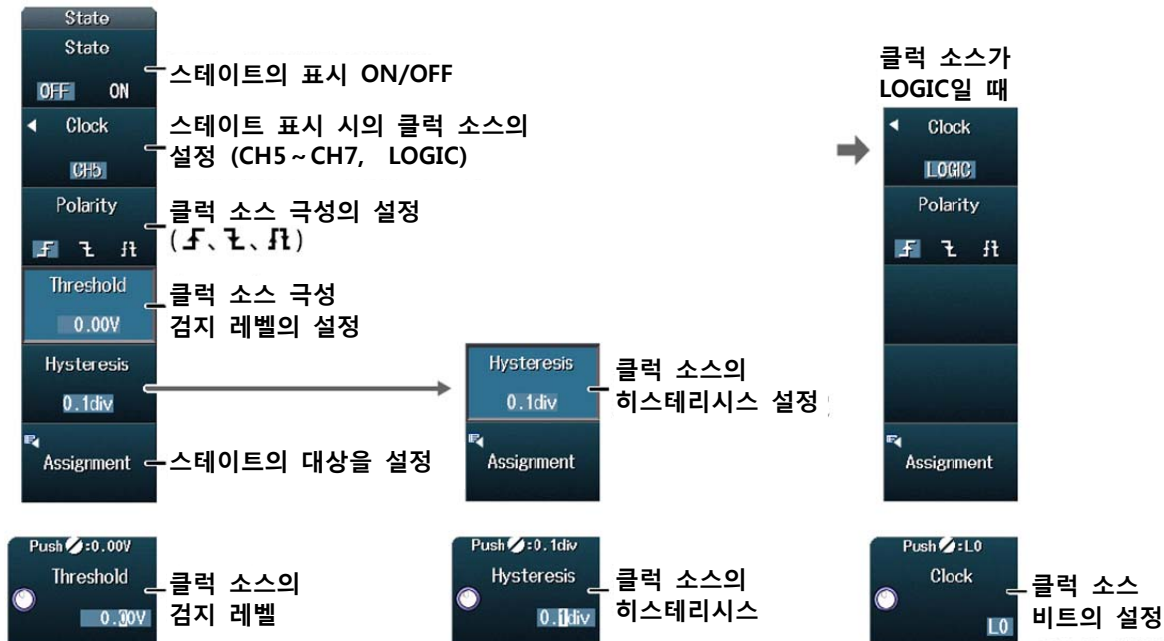 State
State
OFF ON
스테이트의 표시 ON/OFF
Clock
CH5
스테이트 표시 시의 클럭 소스의
설정 (CH5～CH7, LOGIC)
Polarity
클럭 소스 극성의 설정
Threshold
0.00V
클럭 소스 극성
검지 레벨의 설정
Hysteresis
0.1div
Assignment
스테이트의 대상을 설정
Hysteresis
0.1div
클럭 소스의
히스테리시스 설정
Assignment
클럭 소스가
LOGIC일 때
Clock
LOGIC
Polarity
Assignment
Push :0.00V
Threshold
0.00V
클럭 소스의
검지 레벨
Push :0.1div
Hysteresis
0.1div
클럭 소스의
히스테리시스
Push :L0
Clock
L0
클럭 소스
비트의 설정